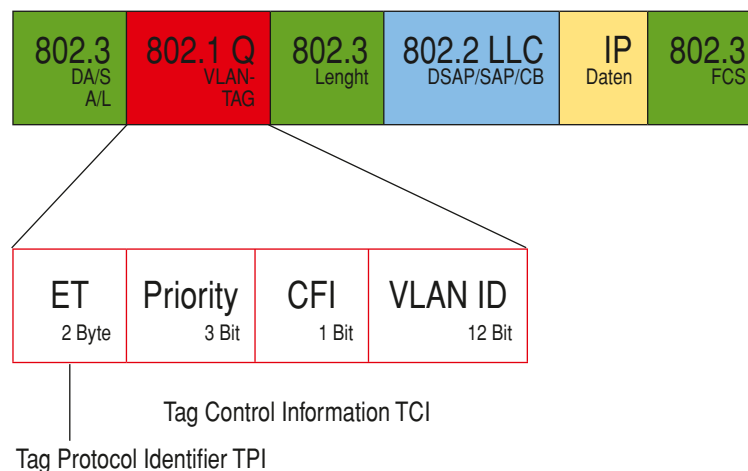 802.3
DA/S
A/L
802.1 Q
VLAN-
TAG
802.3
Lenght
802.2 LLC
DSAP/SAP/CB
IP
Daten
802.3
FCS
ET
2 Byte
Priority
3 Bit
CFI
1 Bit
VLAN ID
12 Bit
Tag Control Information TCI
Tag Protocol Identifier TPI